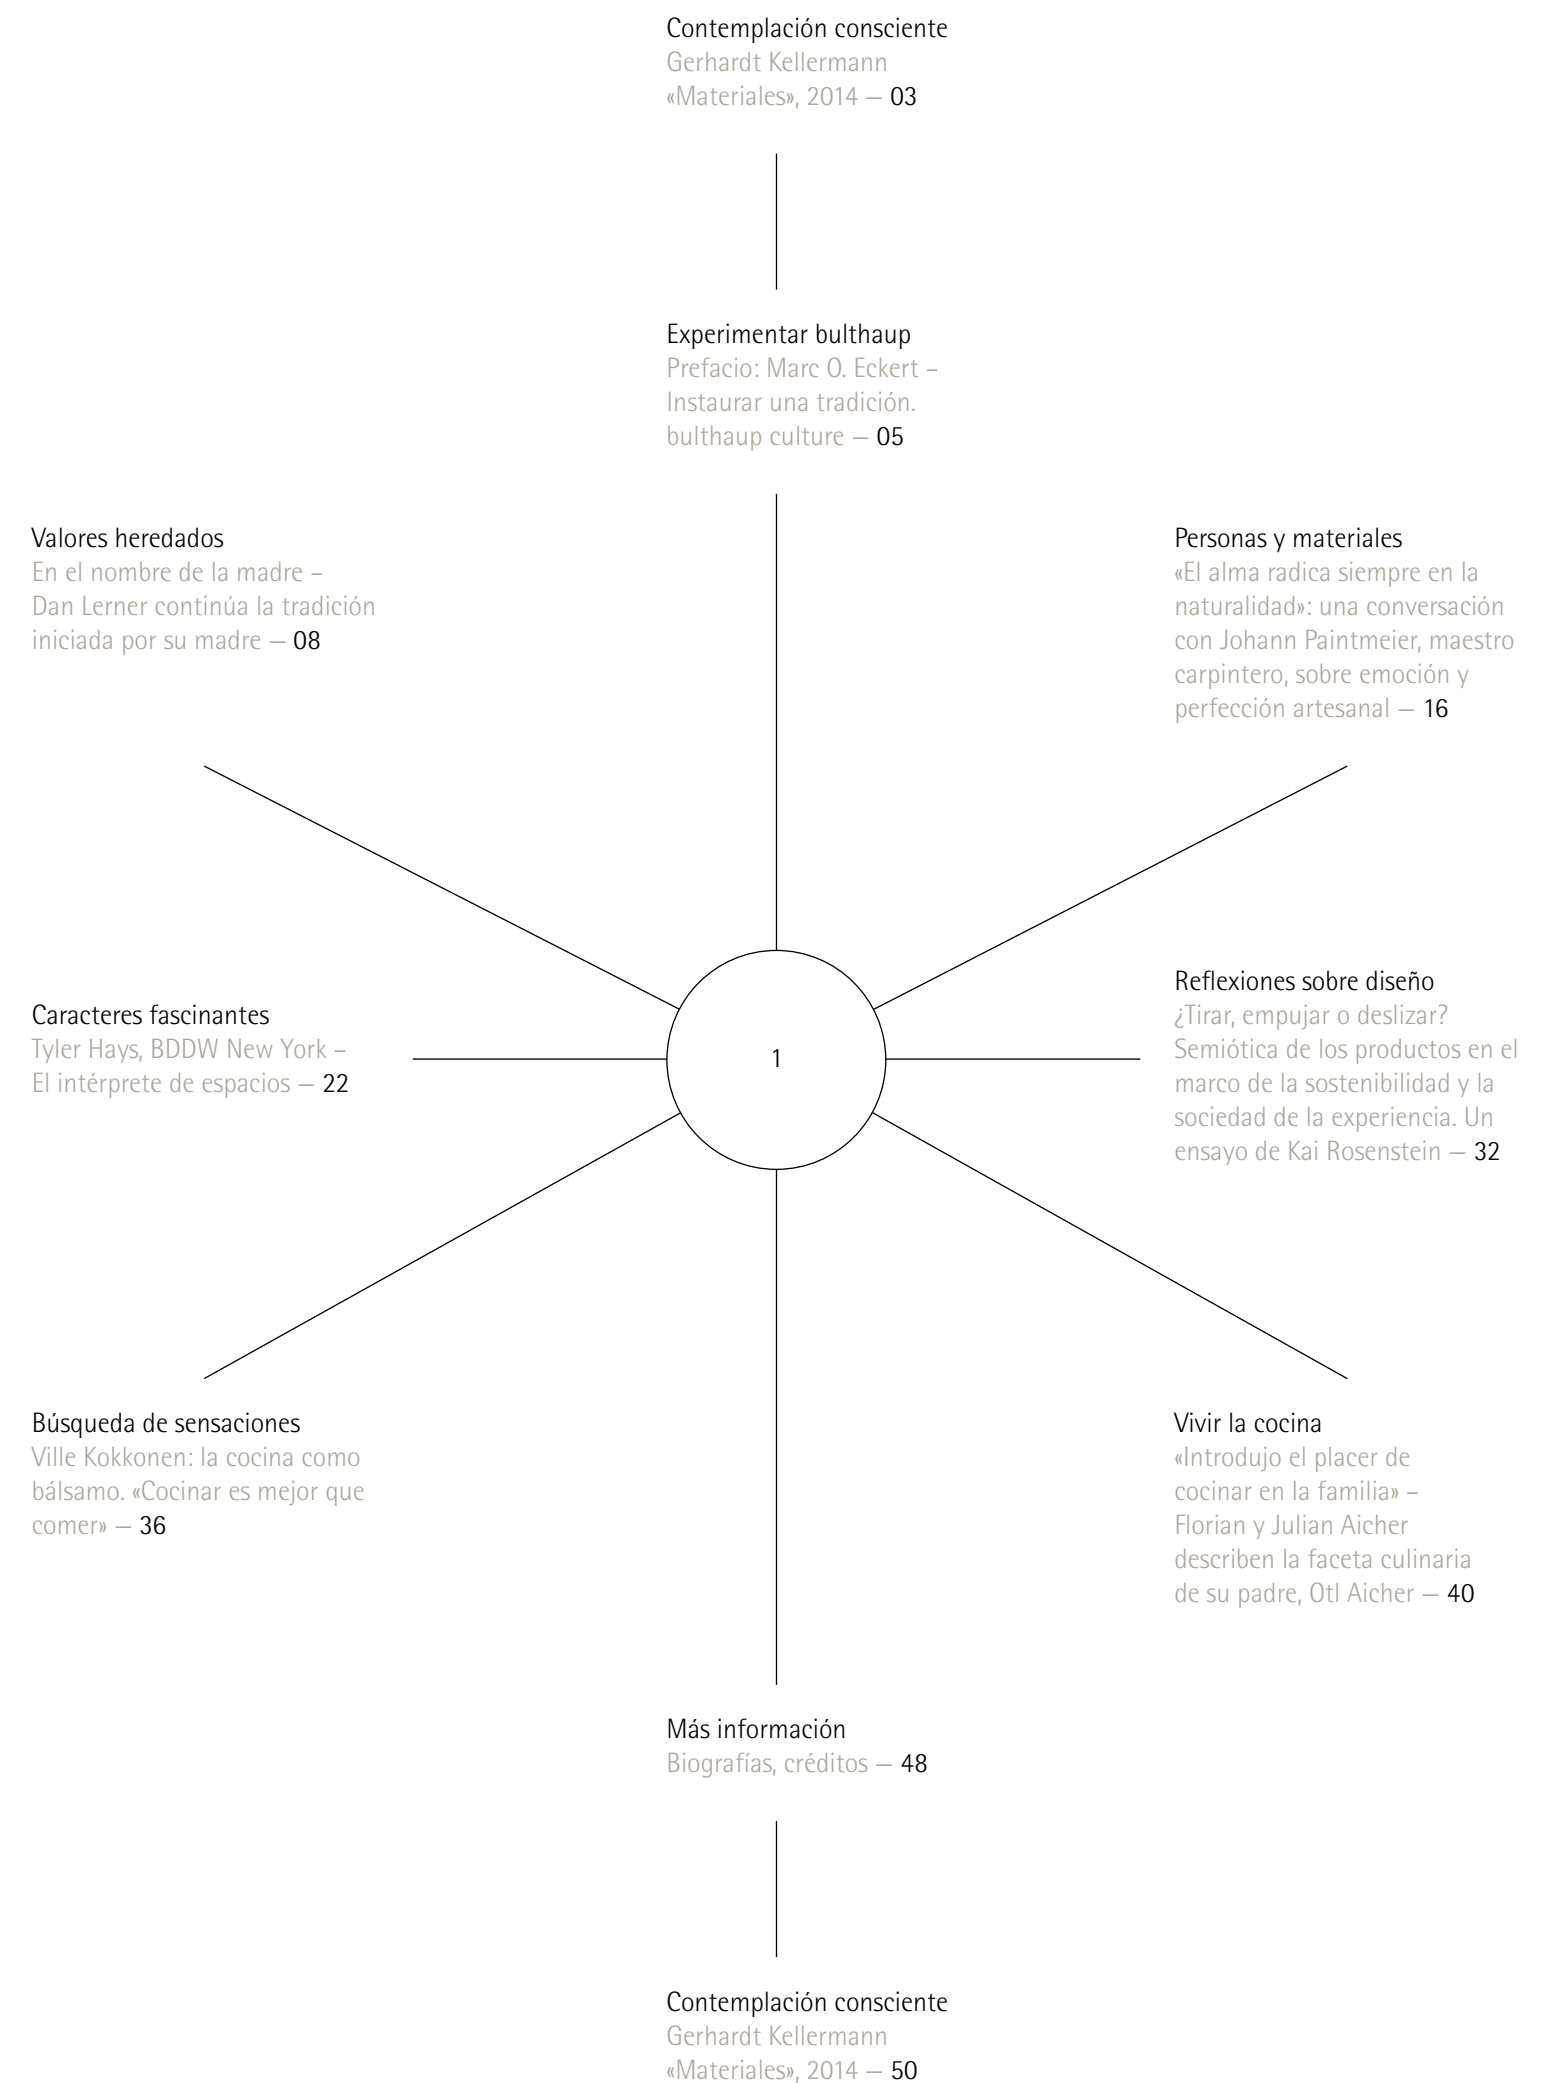 Contemplación consciente
Gerhardt Kellermann
«Materiales», 2014 — 03
Experimentar bulthaup
Prefacio: Marc O. Eckert –
Instaurar una tradición.
bulthaup culture — 05
Valores heredados
En el nombre de la madre –
Dan Lerner continúa la tradición
iniciada por su madre — 08
Personas y materiales
«El alma radica siempre en la
naturalidad»: una conversación
con Johann Paintmeier, maestro
carpintero, sobre emoción y
perfección artesanal — 16
Caracteres fascinantes
Tyler Hays, BDDW New York –
El intérprete de espacios — 22
1
Reflexiones sobre diseño
¿Tirar, empujar o deslizar?
Semiótica de los productos en el
marco de la sostenibilidad y la
sociedad de la experiencia. Un
ensayo de Kai Rosenstein — 32
Búsqueda de sensaciones
Ville Kokkonen: la cocina como
bálsamo. «Cocinar es mejor que
comer» — 36
Vivir la cocina
«Introdujo el placer de
cocinar en la familia» –
Florian y Julian Aicher
describen la faceta culinaria
de su padre, Otl Aicher — 40
Más información
Biografías, créditos — 48
Contemplación consciente
Gerhardt Kellermann
«Materiales», 2014 — 50